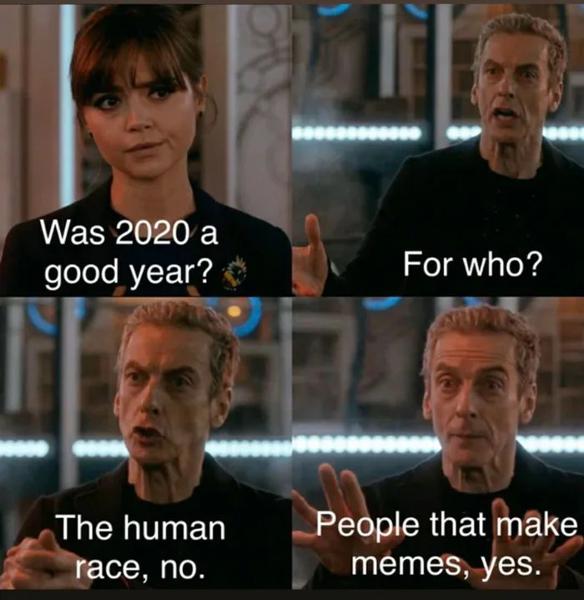 Was 2020 a
good year?
For who?
The human
race, no.
People that make
memes, yes.